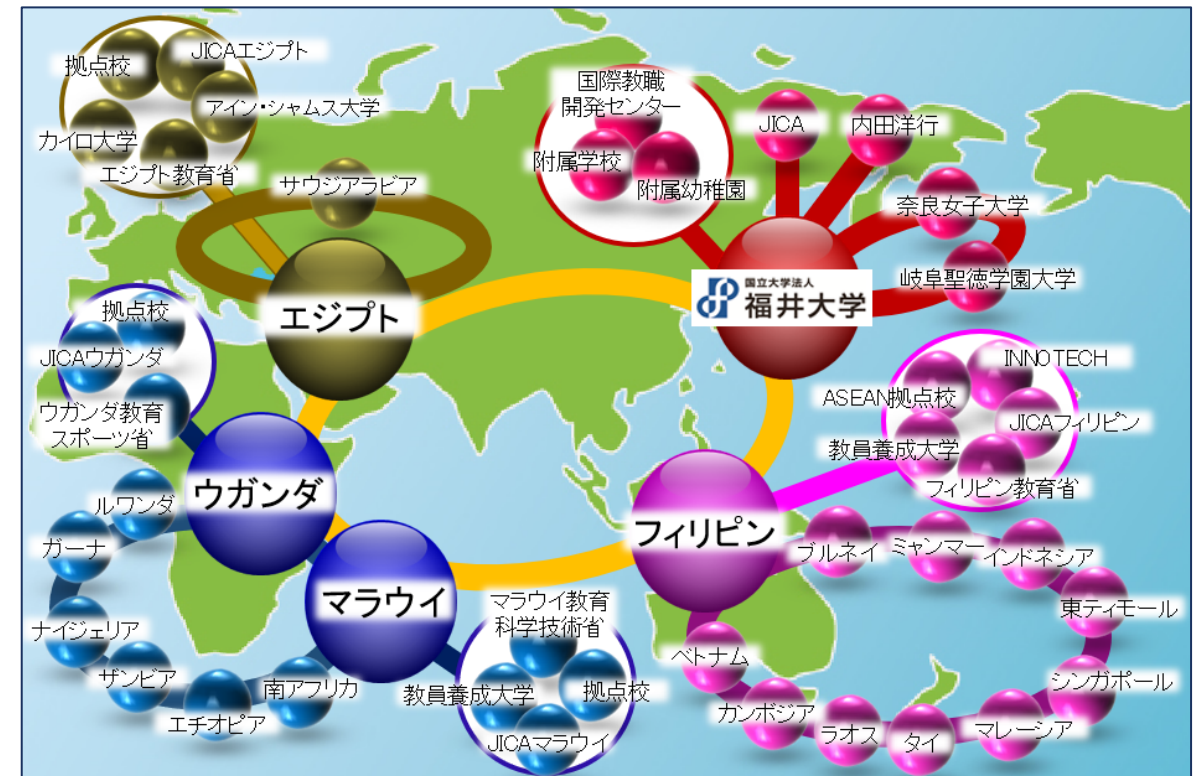 拠点校
JICAエジプト
アイン・シャムス大学
カイロ大学
エジプト教育省
サウジアラビア
エジプト
国際教職
開発センター
附属学校
附属幼稚園
JICA
内田洋行
奈良女子大学
岐阜聖徳学園大学
国立大学法人
福井大学
拠点校
JICAウガンダ
ウガンダ教育
スポーツ省
ウガンダ
ルワンダ
ガーナ
ナイジェリア
ザンビア
エチオピア
南アフリカ
マラウイ
マラウイ教育
科学技術省
教員養成大学
拠点校
JICAマラウイ
INNOTECH
ASEAN拠点校
JICAフィリピン
教員養成大学
フィリピン教育省
フィリピン
ブルネイ
ミャンマー
インドネシア
東ティモール
シンガポール
マレーシア
タイ
ラオス
カンボジア
ベトナム